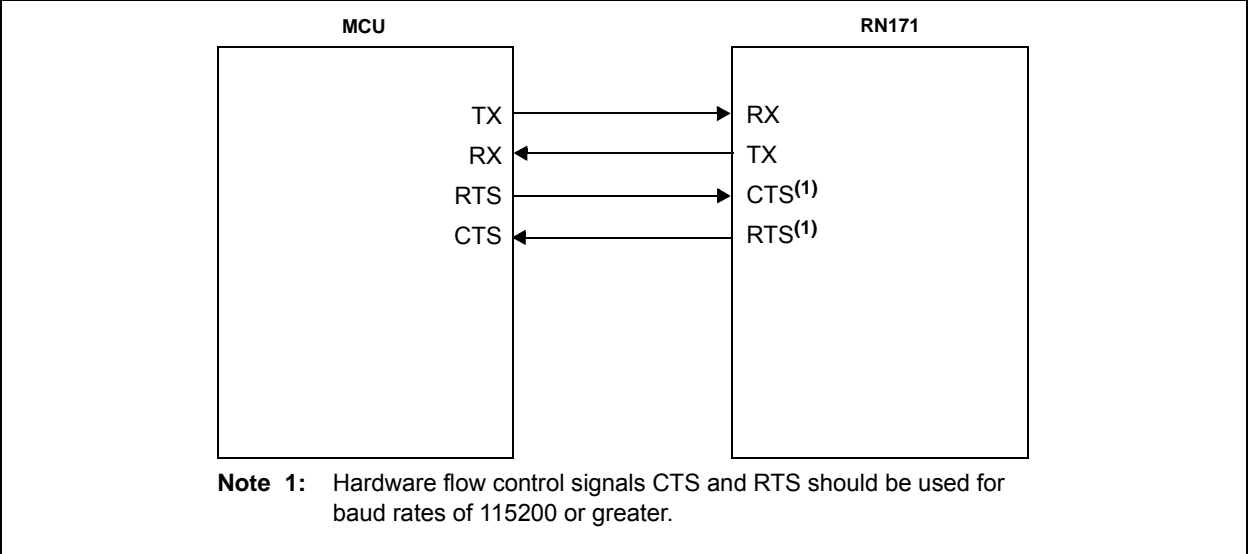 MCU
RN171
TX
RX
RX
TX
RTS
CTS(1)
CTS
RTS(1)
Note 1: Hardware flow control signals CTS and RTS should be used for
baud rates of 115200 or greater.